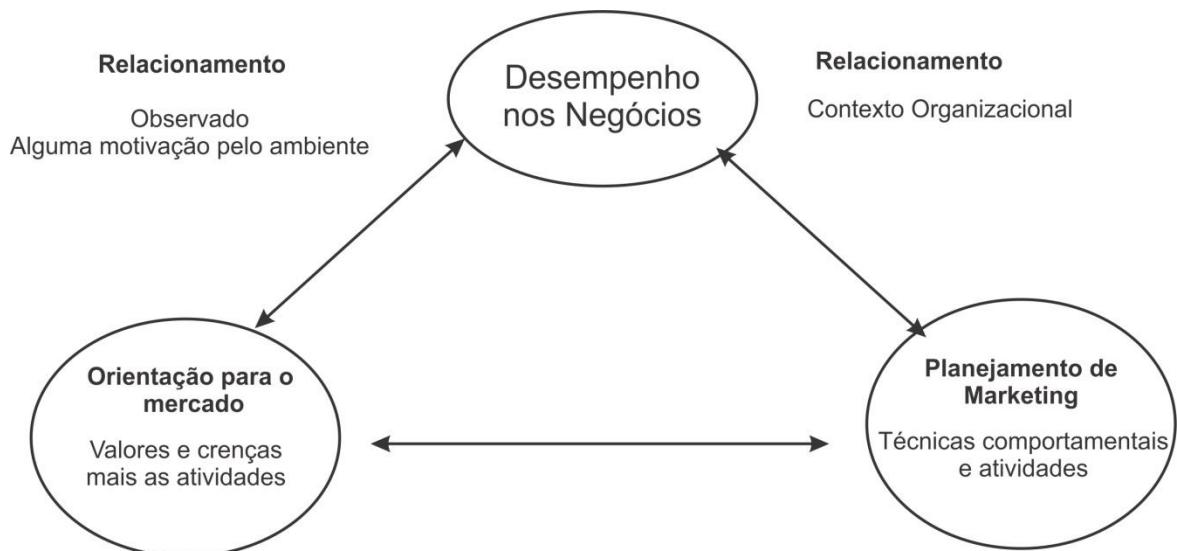 Relacionamento
Observado
Alguma motivação pelo ambiente
Desempenho
nos Negócios
Relacionamento
Contexto Organizacional
Orientação para o
mercado
Valores e crenças
mais as atividades
Planejamento de
Marketing
Técnicas comportamentais
e atividades